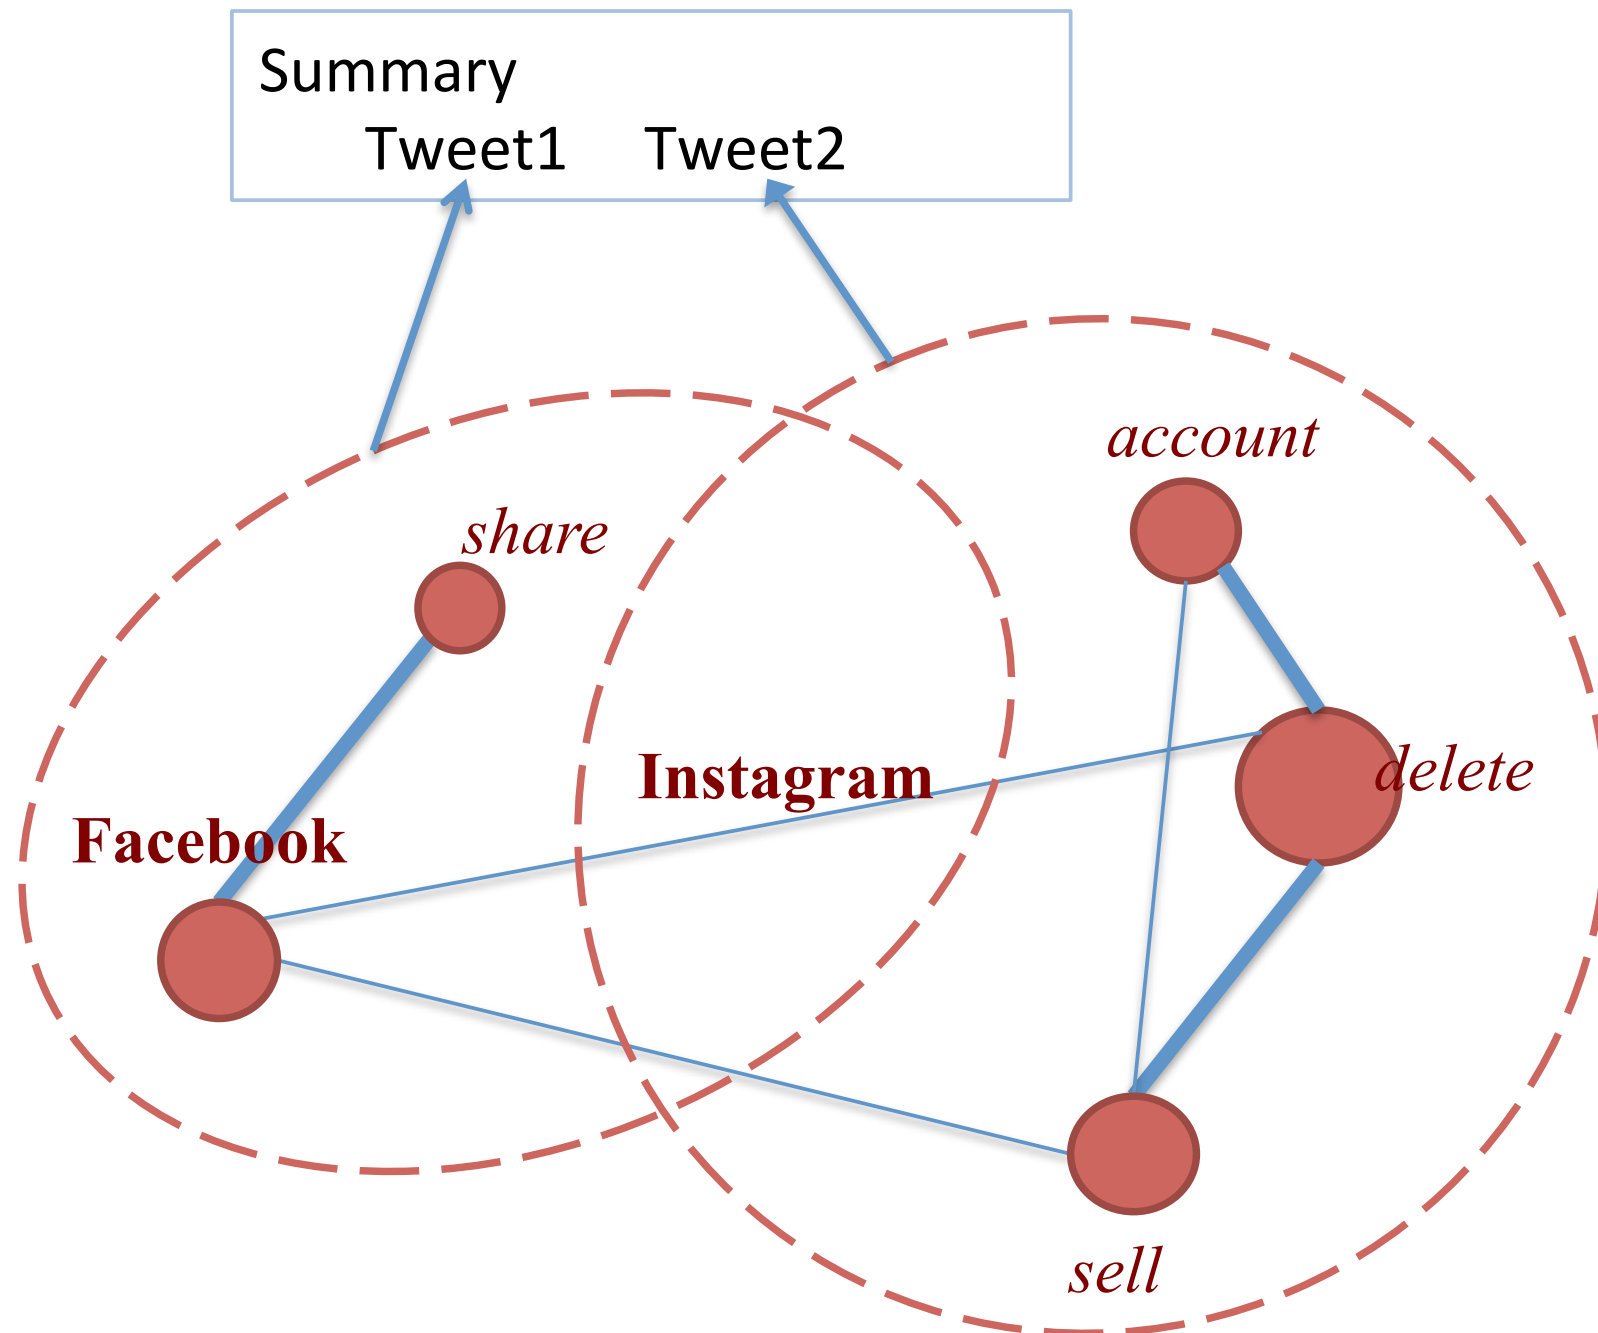 Summary
Tweet1 Tweet2
account
share
Instagram
delete
Facebook
sell